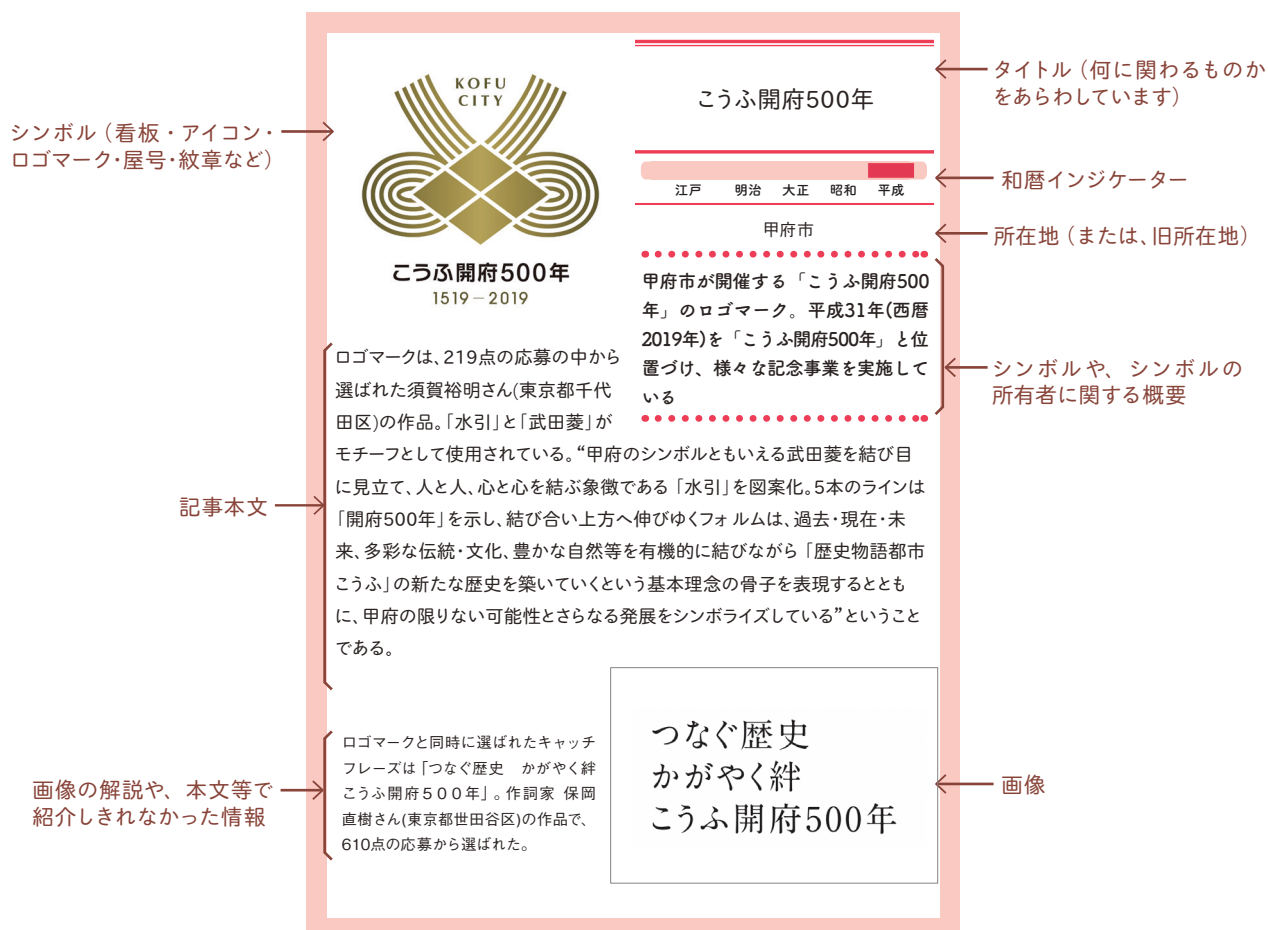 シンボル（看板・アイコン・
ロゴマーク・屋号・紋章など）
KOFU
CITY
こうふ開府500年
1519－2019
こうふ開府500年
タイトル（何に関わるものか
をあらわしています）
江戸 明治 大正 昭和 平成
和暦インジケーター
甲府市
所在地（または、旧所在地）
甲府市が開催する「こうふ開府500
年」のロゴマーク。平成31年(西暦
2019年)を「こうふ開府500年」と位
置づけ、様々な記念事業を実施して
いる
シンボルや、シンボルの
所有者に関する概要
記事本文
ロゴマークは、219点の応募の中から
選ばれた須賀裕明さん(東京都千代
田区)の作品。「水引」と「武田菱」が
モチーフとして使用されている。“甲府のシンボルともいえる武田菱を結び目
に見立て、人と人、心と心を結ぶ象徴である「水引」を図案化。5本のラインは
「開府500年」を示し、結び合い上方へ伸びゆくフォルムは、過去・現在・未
来、多彩な伝統・文化、豊かな自然等を有機的に結びながら「歴史物語都市
こうふ」の新たな歴史を築いていくという基本理念の骨子を表現するととも
に、甲府の限りない可能性とさらなる発展をシンボライズしている”ということ
である。
画像の解説や、本文等で
紹介しきれなかった情報
ロゴマークと同時に選ばれたキャッチ
フレーズは「つなぐ歴史　かがやく絆
こうふ開府５００年」。作詞家 保岡
直樹さん(東京都世田谷区)の作品で、
610点の応募から選ばれた。
つなぐ歴史
かがやく絆
こうふ開府500年
画像